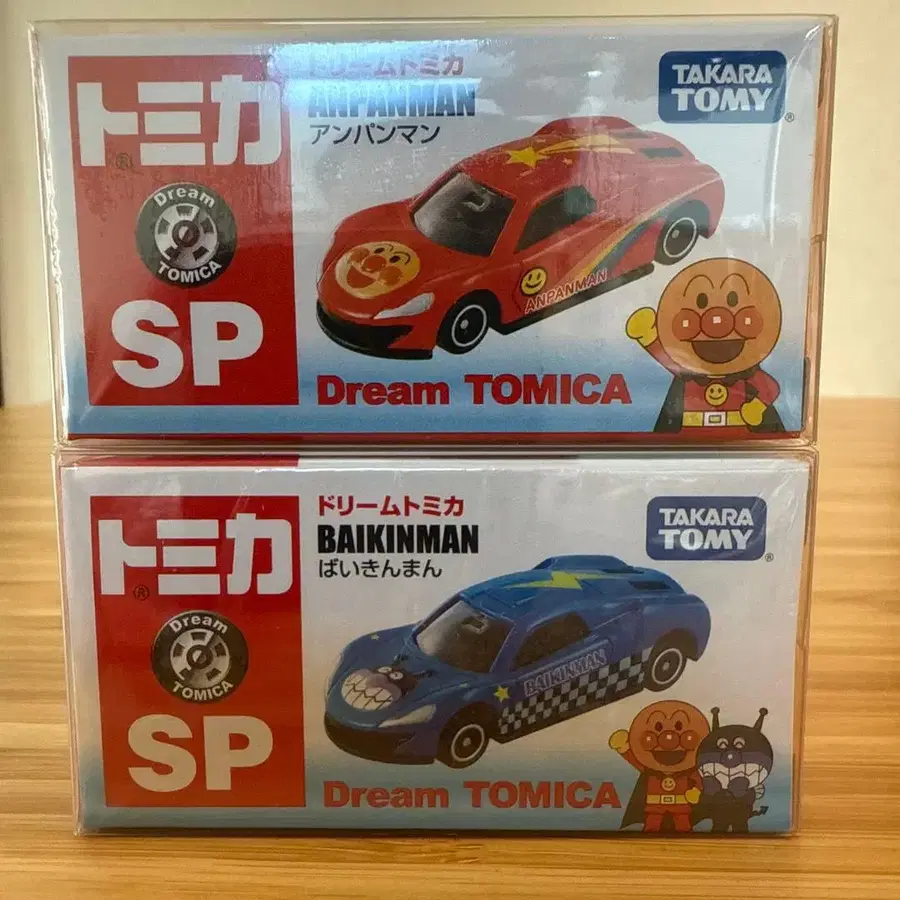 トミカ
®
Dream
TOMICA
SP
ドリームトミカ
ANPANMAN
アンパンマン
TAKARA
TOMY
®
ANPANMAN
Dream TOMICA
トミカ
®
Dream
TOMICA
SP
ドリームトミカ
BAIKINMAN
ばいきんまん
TAKARA
TOMY
®
BAIKINMAN
Dream TOMICA